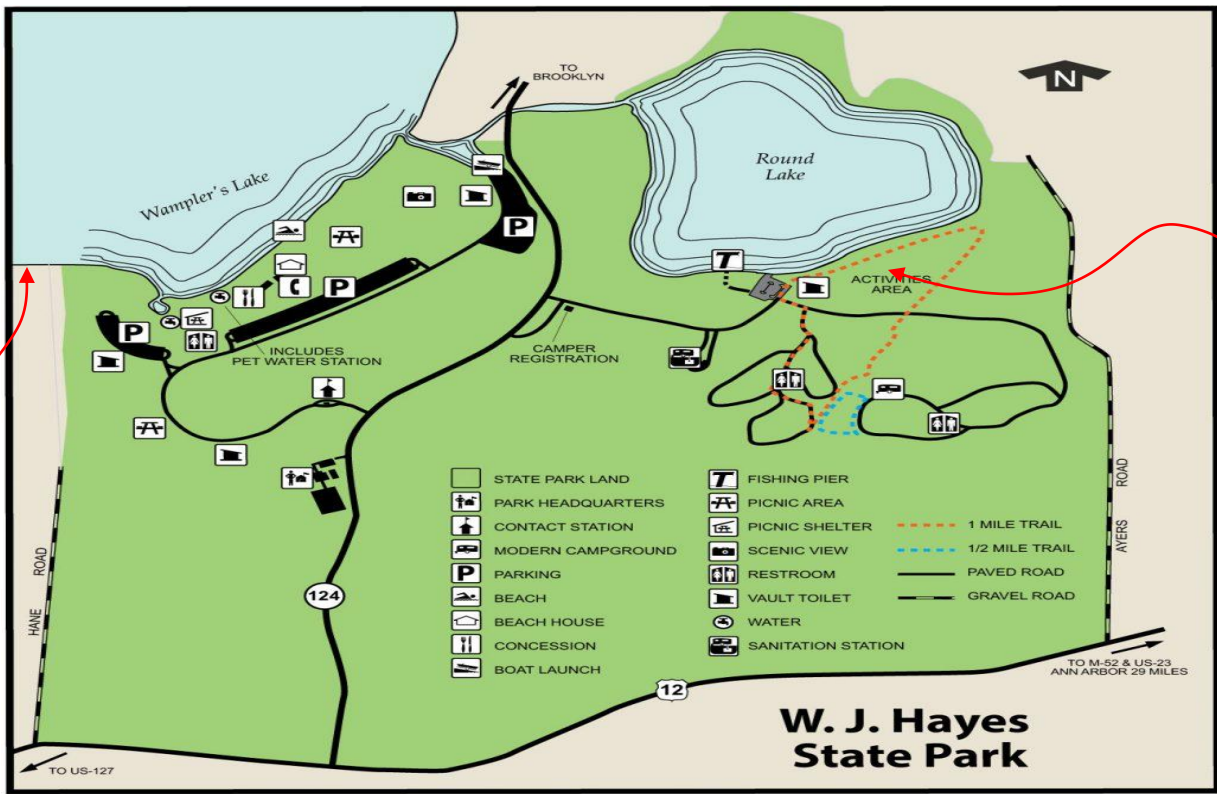 TO
BROOKLYN
N
Wampler's Lake
Round
Lake
P
P
P
ACTIVITIES
AREA
INCLUDES
PET WATER STATION
CAMPER
REGISTRATION
STATE PARK LAND
PARK HEADQUARTERS
CONTACT STATION
MODERN CAMPGROUND
P PARKING
BEACH
BEACH HOUSE
CONCESSION
BOAT LAUNCH
FISHING PIER
PICNIC AREA
PICNIC SHELTER
SCENIC VIEW
RESTROOM
VAULT TOILET
WATER
SANITATION STATION
1 MILE TRAIL
1/2 MILE TRAIL
PAVED ROAD
GRAVEL ROAD
HANE ROAD
AYERS ROAD
124
12
TO M-52 & US-23
ANN ARBOR 29 MILES
TO US-127
W. J. Hayes
State Park